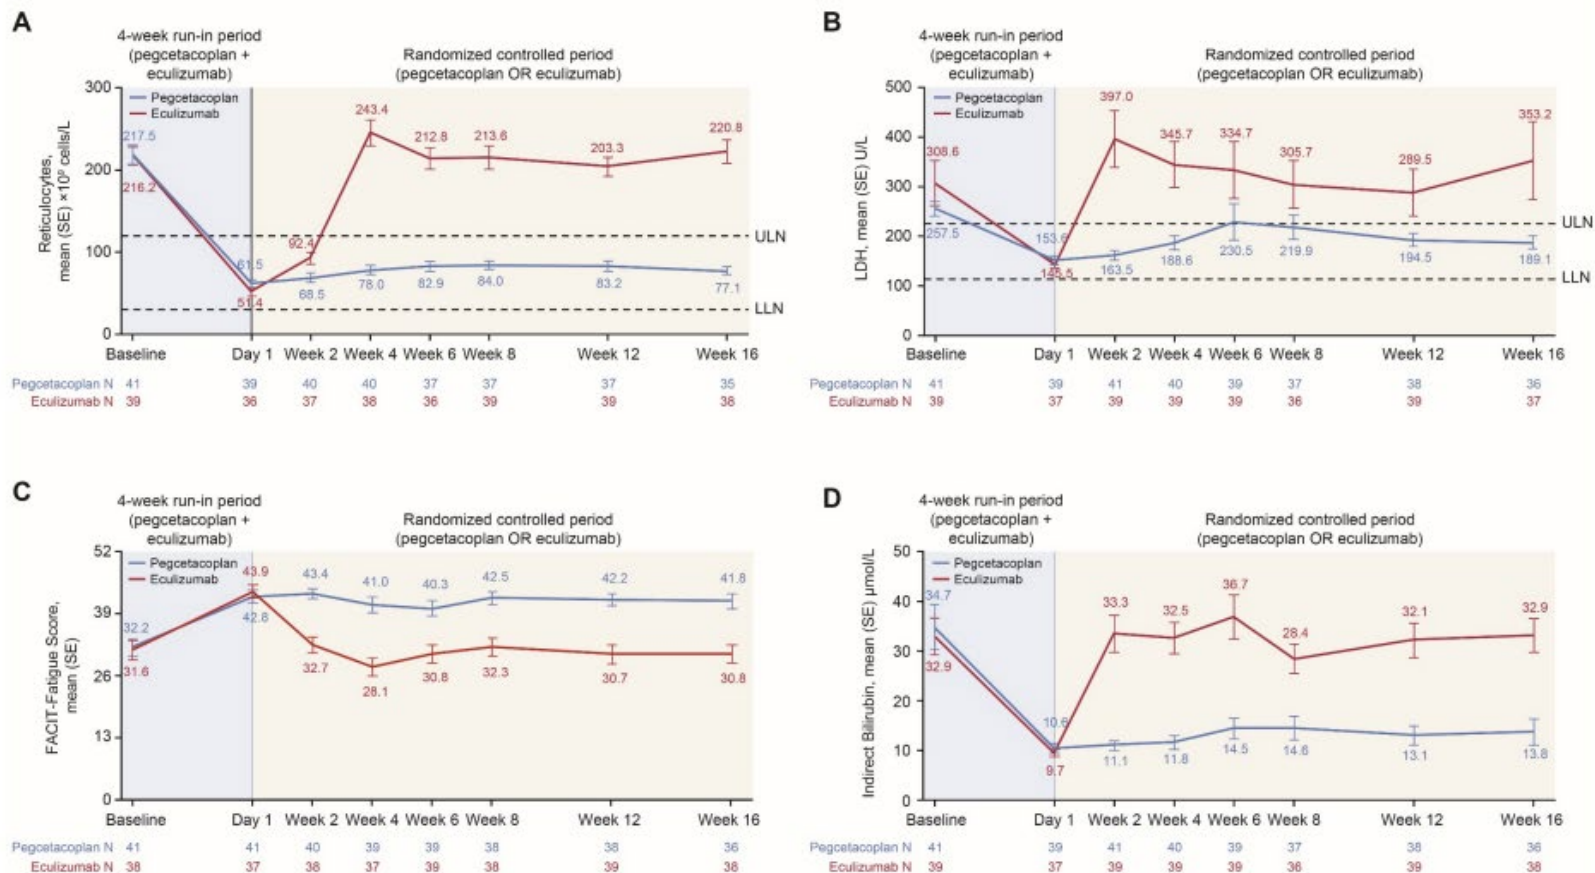 A
4-week run-in period
(pegcetacoplan +
eculizumab)
Randomized controlled period
(pegcetacoplan OR eculizumab)
Reticulocytes,
mean (SE) ×10⁹ cells/L
300
200
100
0
Pegcetacoplan
Eculizumab
217.5
216.2
61.5
51.4
92.4
68.5
243.4
78.0
212.8
82.9
213.6
84.0
203.3
83.2
220.8
77.1
ULN
LLN
Baseline Day 1 Week 2 Week 4 Week 6 Week 8 Week 12 Week 16
Pegcetacoplan N 41 39 40 40 37 37 37 35
Eculizumab N 39 36 37 38 36 39 39 38
B
4-week run-in period
(pegcetacoplan +
eculizumab)
Randomized controlled period
(pegcetacoplan OR eculizumab)
LDH, mean (SE) U/L
500
400
300
200
100
0
Pegcetacoplan
Eculizumab
308.6
257.5
153.6
145.5
397.0
163.5
345.7
188.6
334.7
230.5
305.7
219.9
289.5
194.5
353.2
189.1
ULN
LLN
Baseline Day 1 Week 2 Week 4 Week 6 Week 8 Week 12 Week 16
Pegcetacoplan N 41 39 41 40 39 37 38 36
Eculizumab N 39 37 39 39 39 36 39 37
C
4-week run-in period
(pegcetacoplan +
eculizumab)
Randomized controlled period
(pegcetacoplan OR eculizumab)
FACIT-Fatigue Score,
mean (SE)
52
39
26
13
0
Pegcetacoplan
Eculizumab
32.2
31.6
43.9
42.8
43.4
32.7
41.0
28.1
40.3
30.8
42.5
32.3
42.2
30.7
41.8
30.8
Baseline Day 1 Week 2 Week 4 Week 6 Week 8 Week 12 Week 16
Pegcetacoplan N 41 41 40 39 39 38 38 36
Eculizumab N 38 37 38 37 39 38 39 38
D
4-week run-in period
(pegcetacoplan +
eculizumab)
Randomized controlled period
(pegcetacoplan OR eculizumab)
Indirect Bilirubin, mean (SE) µmol/L
50
40
30
20
10
0
Pegcetacoplan
Eculizumab
34.7
32.9
10.6
9.7
33.3
11.1
32.5
11.8
36.7
14.5
28.4
14.6
32.1
13.1
32.9
13.8
Baseline Day 1 Week 2 Week 4 Week 6 Week 8 Week 12 Week 16
Pegcetacoplan N 41 39 41 40 39 37 38 36
Eculizumab N 39 37 39 39 39 36 39 38